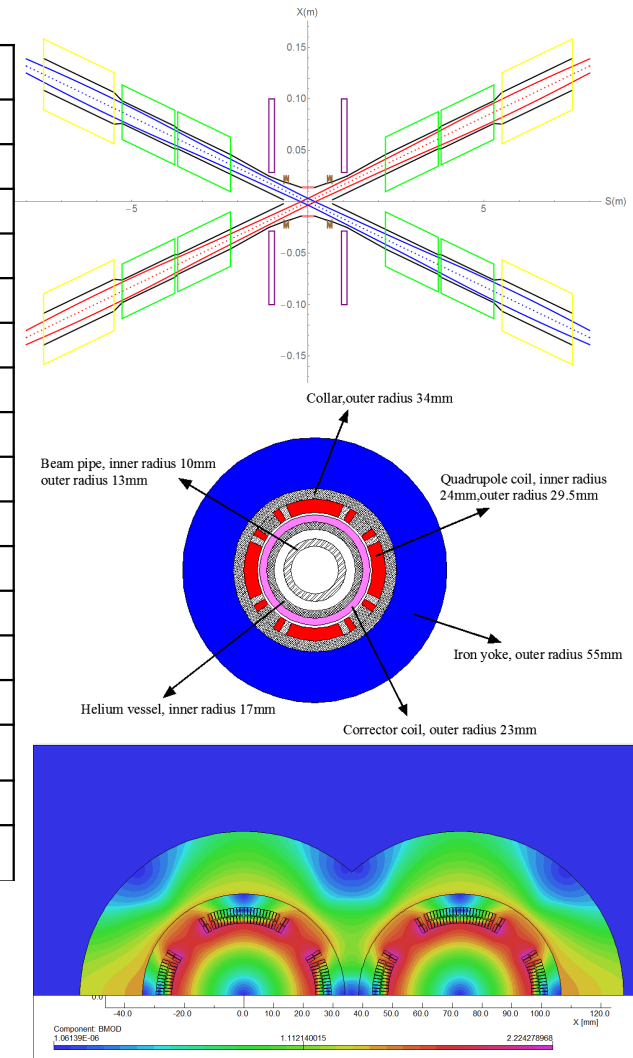 X(m)
0.15
0.10
0.05
-5
5
S(m)
-0.05
-0.10
-0.15
Collar,outer radius 34mm
Beam pipe, inner radius 10mm
outer radius 13mm
Quadrupole coil, inner radius
24mm,outer radius 29.5mm
Iron yoke, outer radius 55mm
Helium vessel, inner radius 17mm
Corrector coil, outer radius 23mm
0.0
-40.0 -20.0 0.0 10.0 20.0 30.0 40.0 50.0 60.0 70.0 80.0 90.0 100.0 120.0
X [mm]
Component: BMOD
1.06139E-06 1.112140015 2.224278968